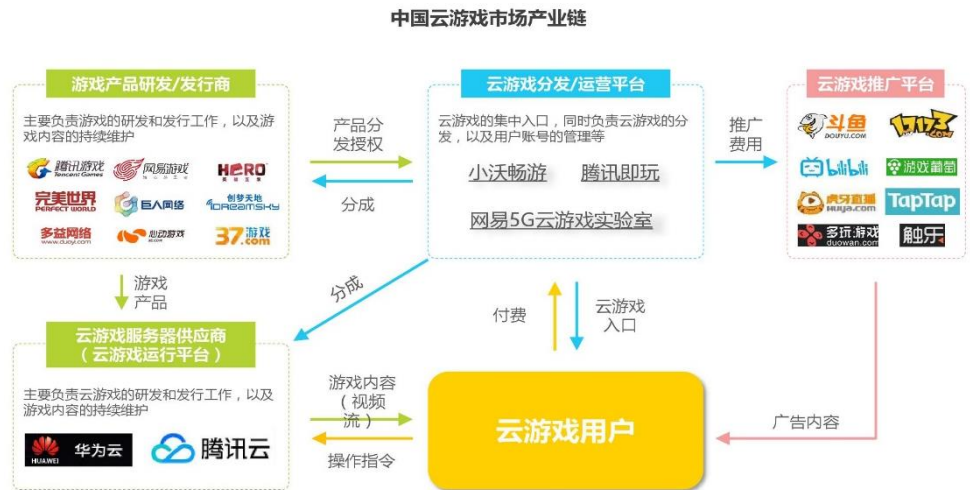 中国云游戏市场产业链
游戏产品研发/发行商
主要负责游戏的研发和发行工作，以及游
戏内容的持续维护
腾讯游戏
Tencent Games
网易游戏
HERO
完美世界
PERFECT WORLD
巨人网络
创梦天地
iDREAMSKY
多益网络
www.duoyi.com
心动游戏
37游戏
.com
产品分
发授权
分成
云游戏分发/运营平台
云游戏的集中入口，同时负责云游戏的分
发，以及用户账号的管理等
小沃畅游
腾讯即玩
网易5G云游戏实验室
推广
费用
云游戏推广平台
斗鱼
DOUYU.COM
17173
bilibili
游戏葡萄
虎牙直播
Huya.com
TapTap
多玩游戏
duowan.com
触乐
游戏
产品
分成
付费
云游戏
入口
云游戏服务器供应商
（云游戏运行平台）
主要负责云游戏的研发和发行工作，以及
游戏内容的持续维护
HUAWEI
华为云
腾讯云
游戏内容
（视频
流）
操作指令
云游戏用户
广告内容